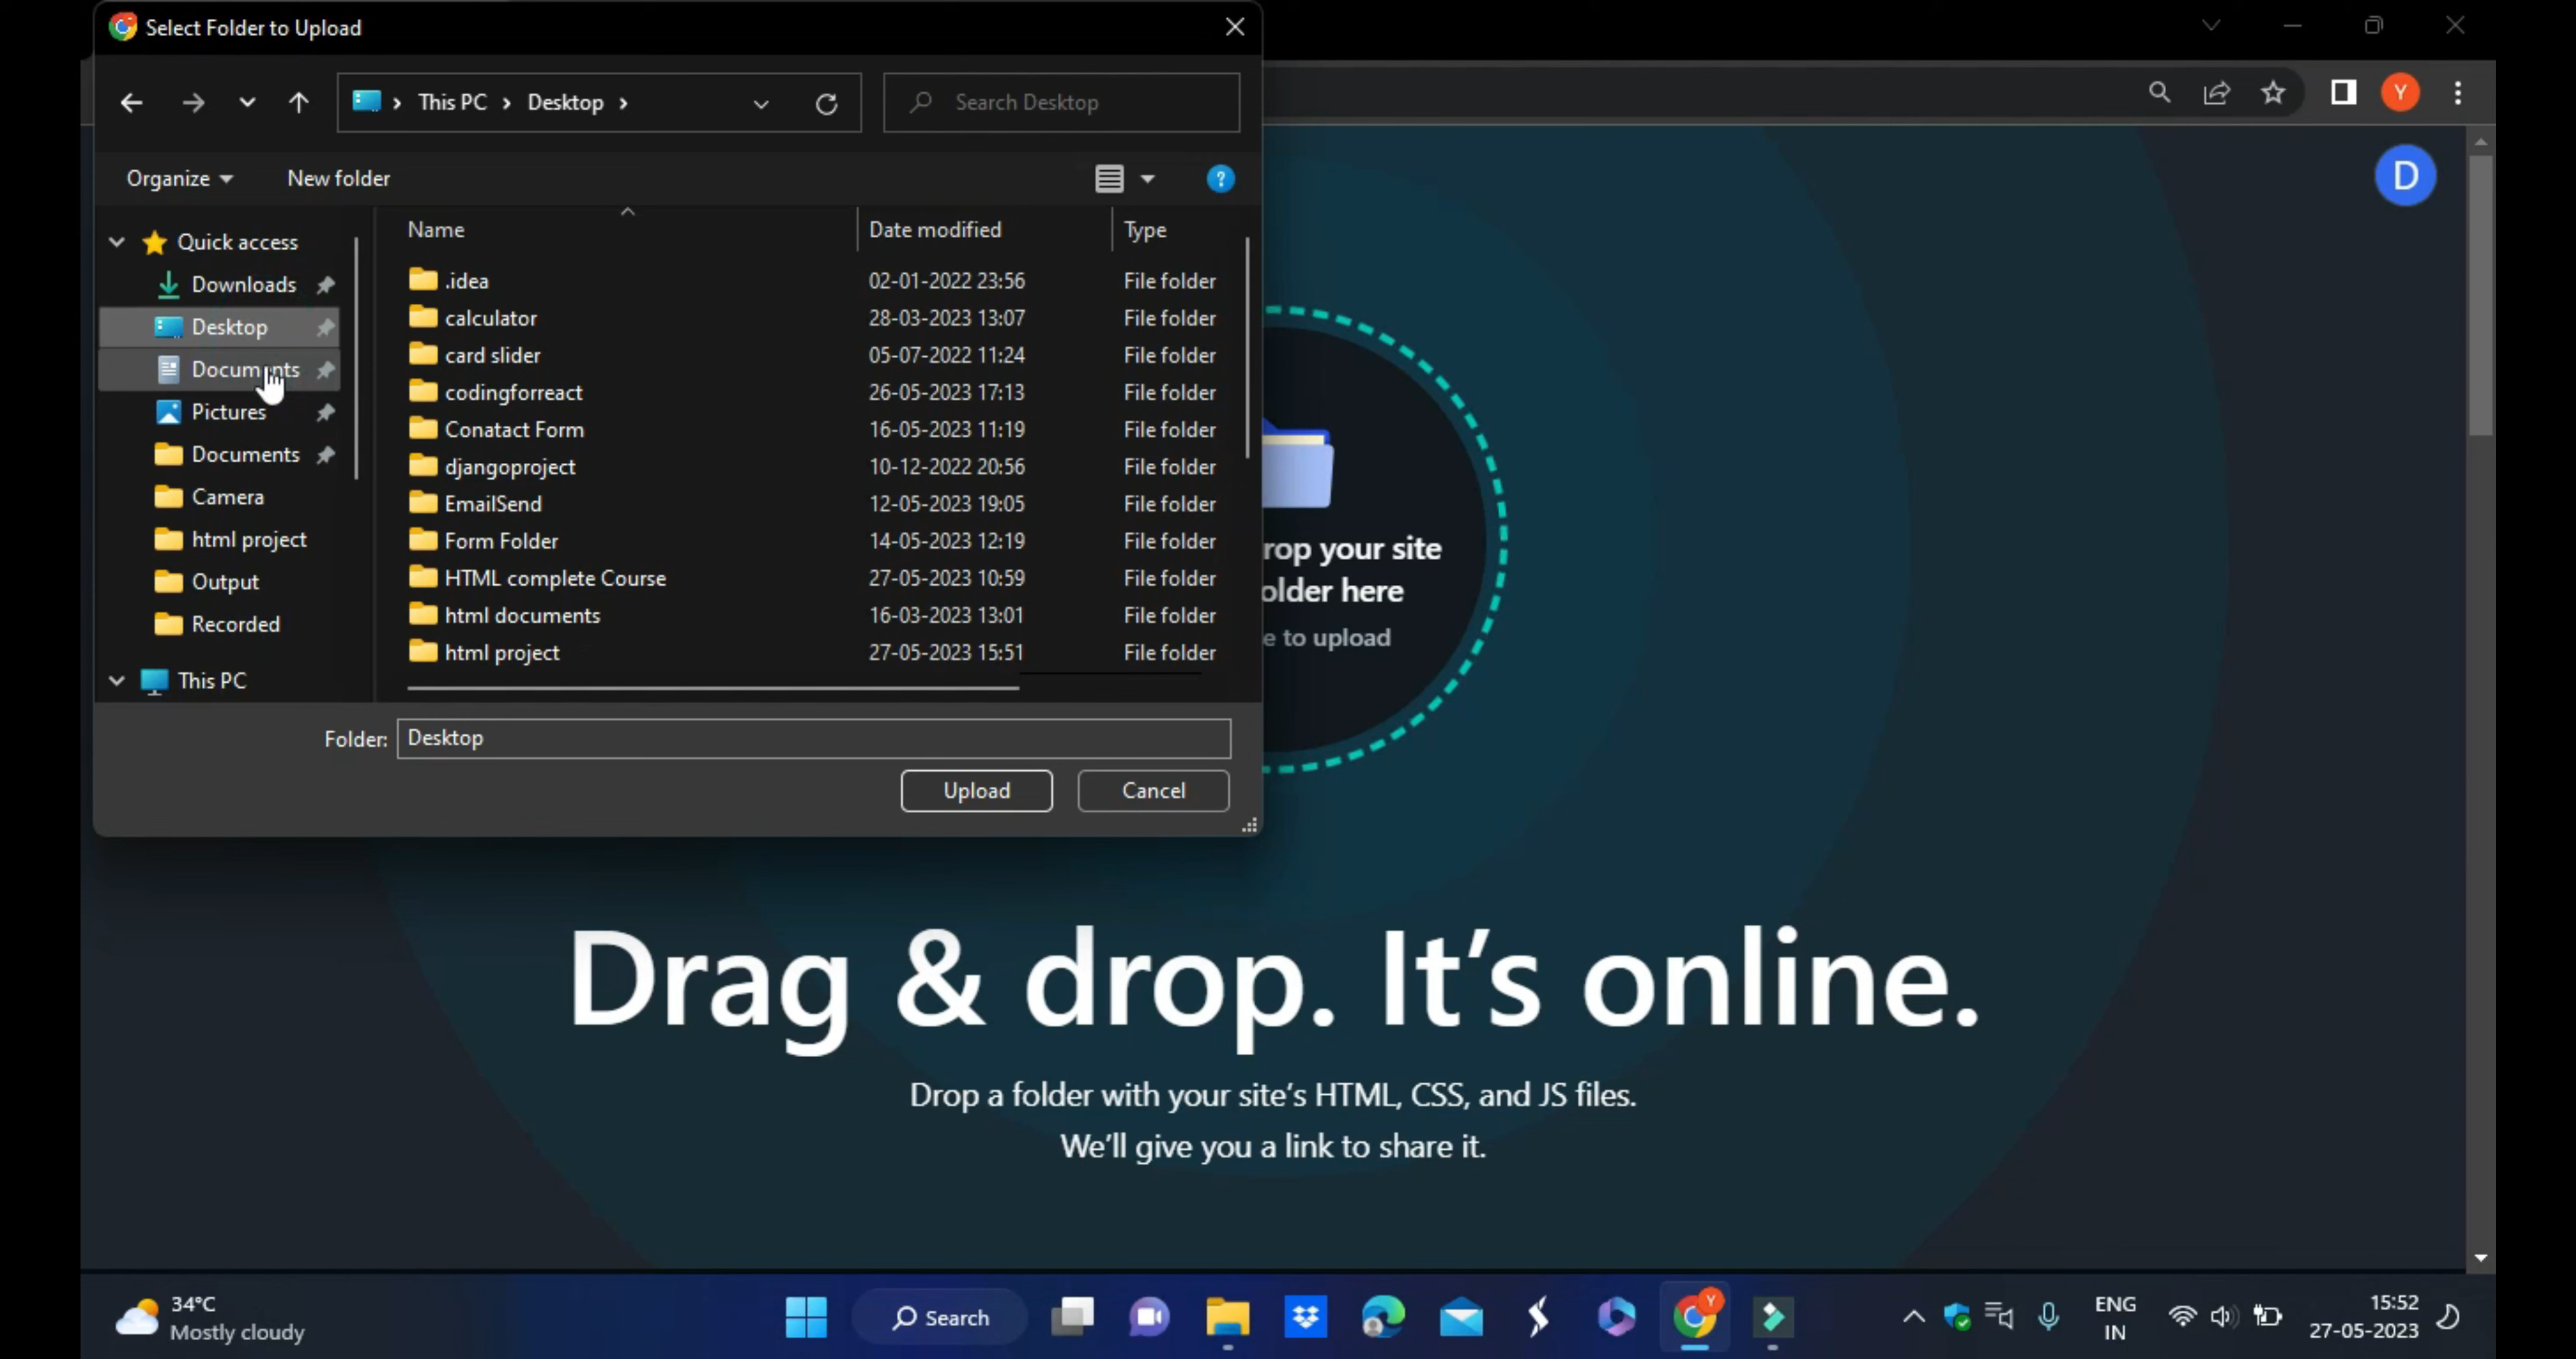 Select Folder to Upload
This PC > Desktop >
Search Desktop
Y
Organize
New folder
?
D
Name
Date modified
Type
Quick access
Downloads
Desktop
Documents
Pictures
Documents
Camera
html project
Output
Recorded
This PC
.idea 02-01-2022 23:56 File folder
calculator 28-03-2023 13:07 File folder
card slider 05-07-2022 11:24 File folder
codingforreact 26-05-2023 17:13 File folder
Conatact Form 16-05-2023 11:19 File folder
djangoproject 10-12-2022 20:56 File folder
EmailSend 12-05-2023 19:05 File folder
Form Folder 14-05-2023 12:19 File folder
HTML complete Course 27-05-2023 10:59 File folder
html documents 16-03-2023 13:01 File folder
html project 27-05-2023 15:51 File folder
rop your site
older here
e to upload
Folder: Desktop
Upload
Cancel
Drag & drop. It’s online.
Drop a folder with your site’s HTML, CSS, and JS files.
We’ll give you a link to share it.
34°C
Mostly cloudy
Search
Y
ENG
IN
15:52
27-05-2023